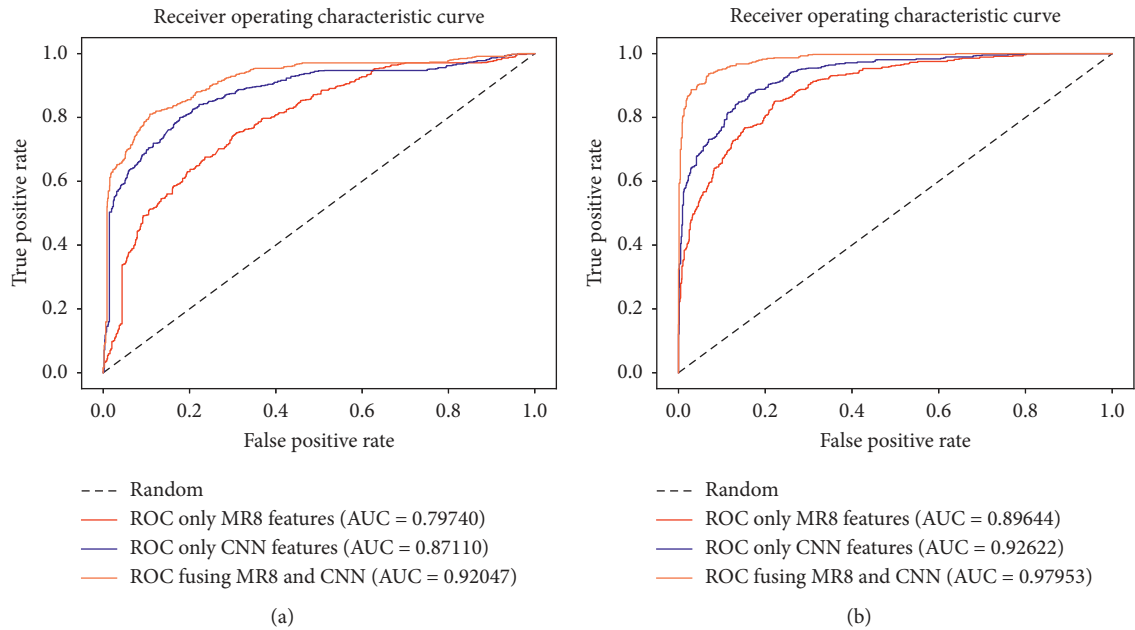 Receiver operating characteristic curve
1.0
0.8
0.6
0.4
0.2
0.0
True positive rate
0.0 0.2 0.4 0.6 0.8 1.0
False positive rate
Random
ROC only MR8 features (AUC = 0.79740)
ROC only CNN features (AUC = 0.87110)
ROC fusing MR8 and CNN (AUC = 0.92047)
(a)
Receiver operating characteristic curve
1.0
0.8
0.6
0.4
0.2
0.0
True positive rate
0.0 0.2 0.4 0.6 0.8 1.0
False positive rate
Random
ROC only MR8 features (AUC = 0.89644)
ROC only CNN features (AUC = 0.92622)
ROC fusing MR8 and CNN (AUC = 0.97953)
(b)